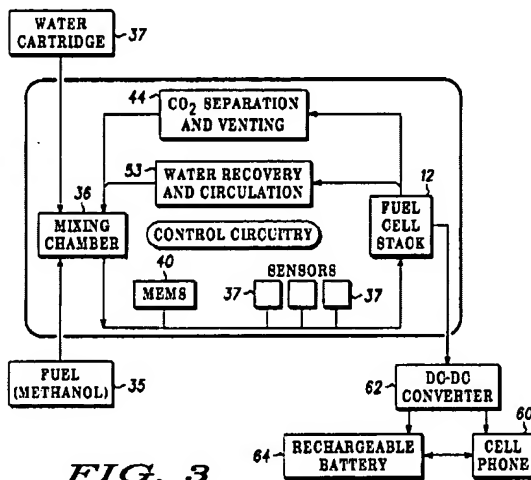 WATER
CARTRIDGE
37
44
CO₂ SEPARATION
AND VENTING
53
WATER RECOVERY
AND CIRCULATION
12
FUEL
CELL
STACK
36
MIXING
CHAMBER
CONTROL CIRCUITRY
40
MEMS
SENSORS
37
37
FUEL
(METHANOL)
35
62
DC-DC
CONVERTER
60
64
RECHARGEABLE
BATTERY
CELL
PHONE
FIG. 3